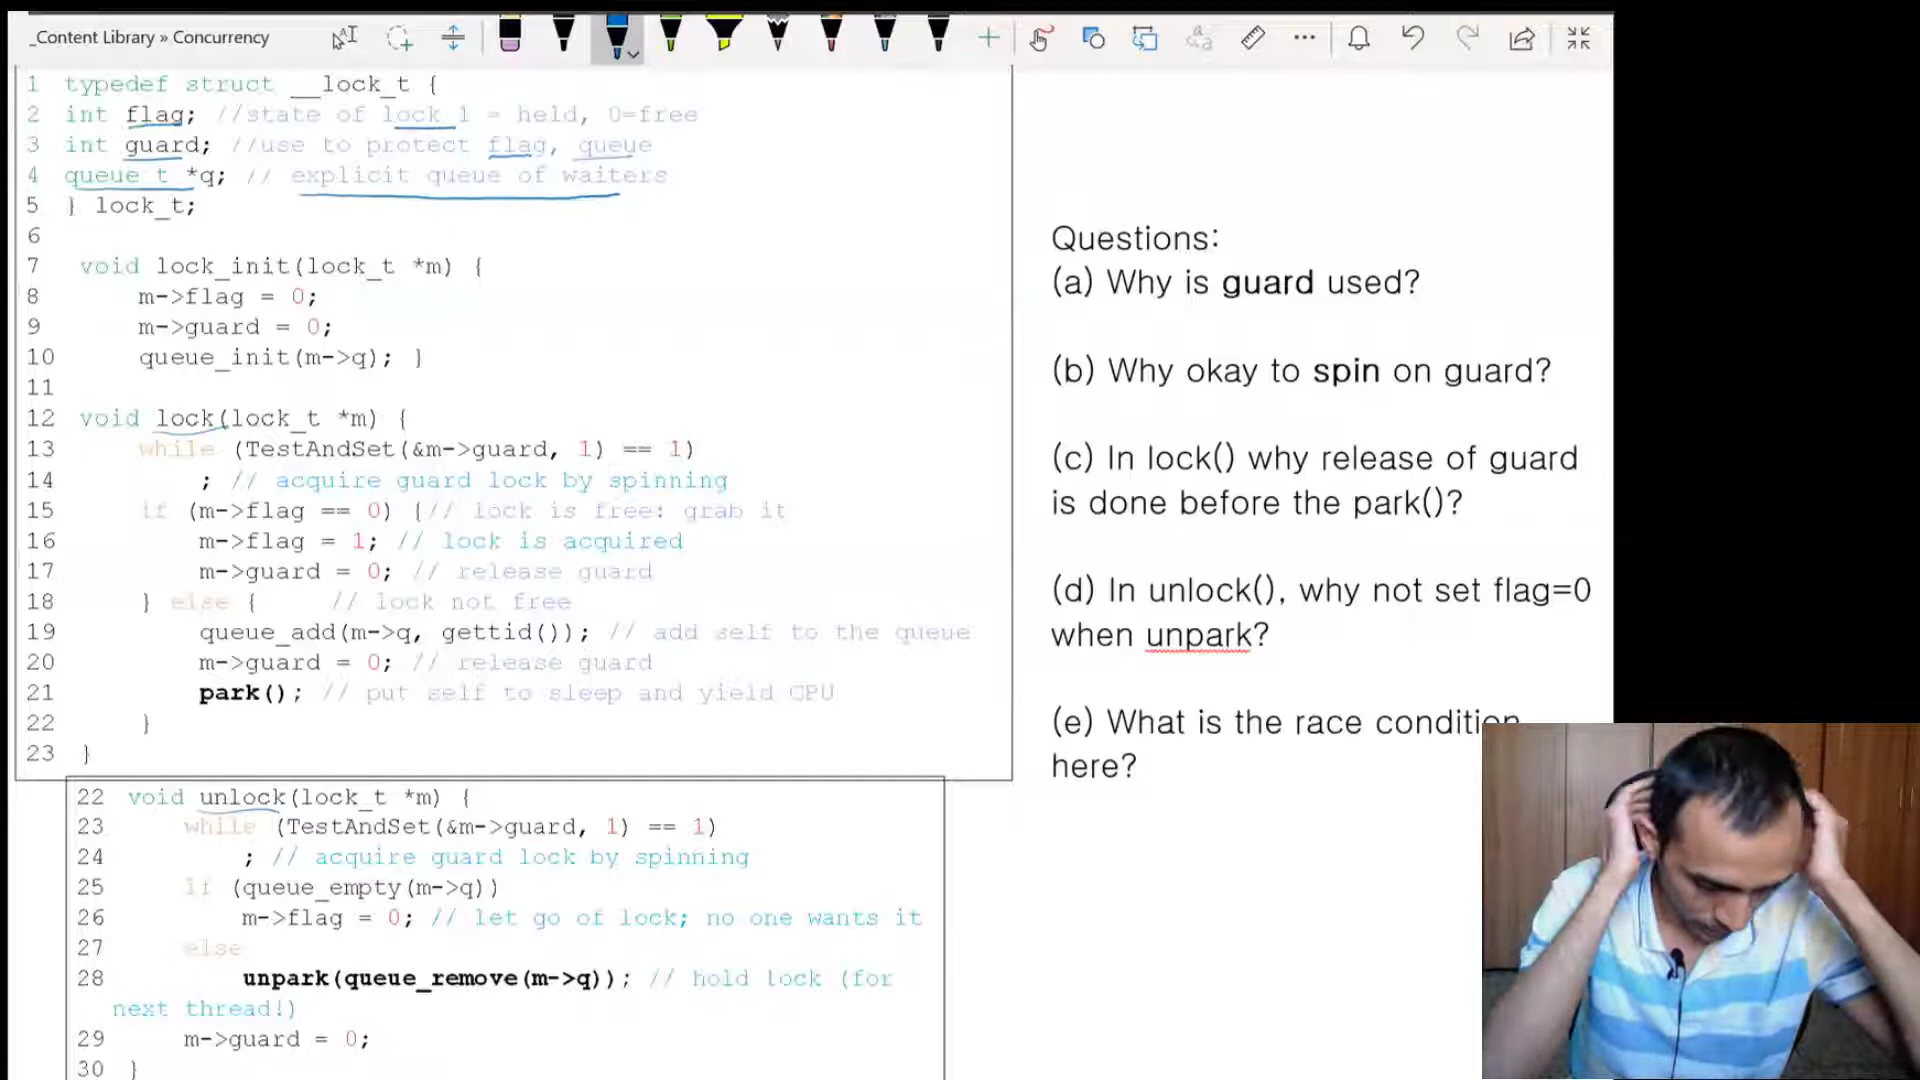 _Content Library » Concurrency
1 typedef struct __lock_t {
2 int flag; //state of lock 1 = held, 0=free
3 int guard; //use to protect flag, queue
4 queue_t *q; // explicit queue of waiters
5 } lock_t;
6
7 void lock_init(lock_t *m) {
8 m->flag = 0;
9 m->guard = 0;
10 queue_init(m->q); }
11
12 void lock(lock_t *m) {
13 while (TestAndSet(&m->guard, 1) == 1)
14 ; // acquire guard lock by spinning
15 if (m->flag == 0) {// lock is free: grab it
16 m->flag = 1; // lock is acquired
17 m->guard = 0; // release guard
18 } else { // lock not free
19 queue_add(m->q, gettid()); // add self to the queue
20 m->guard = 0; // release guard
21 park(); // put self to sleep and yield CPU
22 }
23 }
22 void unlock(lock_t *m) {
23 while (TestAndSet(&m->guard, 1) == 1)
24 ; // acquire guard lock by spinning
25 if (queue_empty(m->q))
26 m->flag = 0; // let go of lock; no one wants it
27 else
28 unpark(queue_remove(m->q)); // hold lock (for
next thread!)
29 m->guard = 0;
30 }
Questions:
(a) Why is guard used?
(b) Why okay to spin on guard?
(c) In lock() why release of guard
is done before the park()?
(d) In unlock(), why not set flag=0
when unpark?
(e) What is the race condition
here?